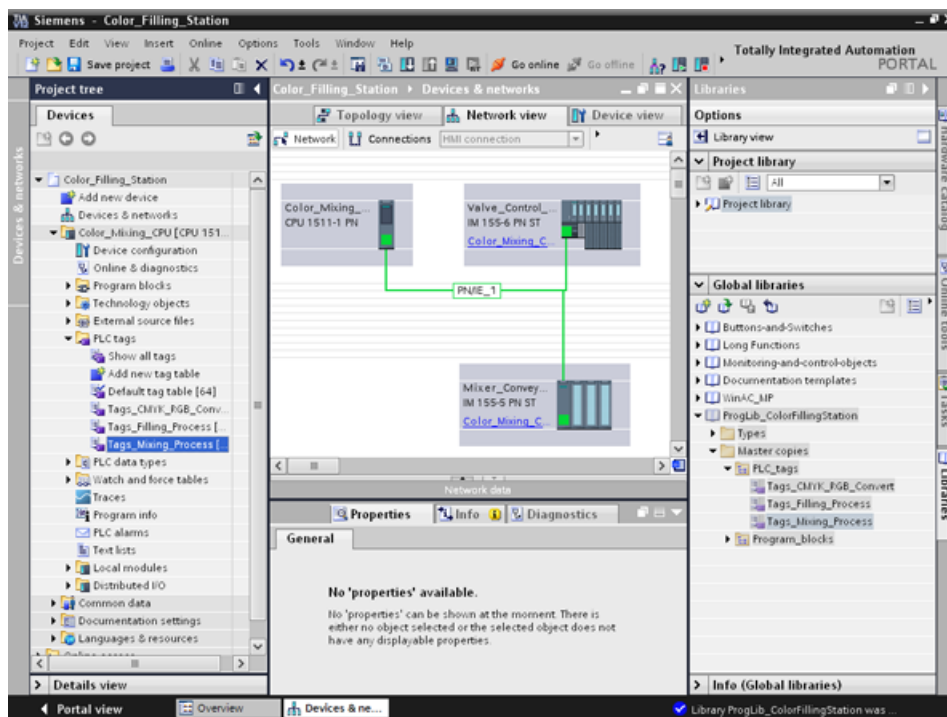 Siemens - Color_Filling_Station
Project Edit View Insert Online Options Tools Window Help
Totally Integrated Automation
PORTAL
Save project Go online Go offline
Project tree
Devices
Devices & networks
Color_Filling_Station
Add new device
Devices & networks
Color_Mixing_CPU [CPU 151...
Device configuration
Online & diagnostics
Program blocks
Technology objects
External source files
PLC tags
Show all tags
Add new tag table
Default tag table [64]
Tags_CMYK_RGB_Conv...
Tags_Filling_Process [...
Tags_Mixing_Process [...
PLC data types
Watch and force tables
Traces
Program info
PLC alarms
Text lists
Local modules
Distributed I/O
Common data
Documentation settings
Languages & resources
Details view
Color_Filling_Station Devices & networks
Topology view Network view Device view
Network Connections HMI connection
Color_Mixing_...
CPU 1511-1 PN
Valve_Control_...
IM 155-6 PN ST
Color_Mixing_C...
PN/IE_1
Mixer_Convey...
IM 155-5 PN ST
Color_Mixing_C...
Network data
Properties Info Diagnostics
General
No 'properties' available.
No 'properties' can be shown at the moment. There is
either no object selected or the selected object does not
have any displayable properties.
Libraries
Options
Library view
Project library
All
Project library
Global libraries
Buttons-and-Switches
Long Functions
Monitoring-and-control-objects
Documentation templates
WinAC_MP
ProgLib_ColorFillingStation
Types
Master copies
PLC_tags
Tags_CMYK_RGB_Convert
Tags_Filling_Process
Tags_Mixing_Process
Program_blocks
Info (Global libraries)
Hardware catalog
Online tools
Tasks
Libraries
Portal view Overview Devices & ne...
Library ProgLib_ColorFillingStation was ...